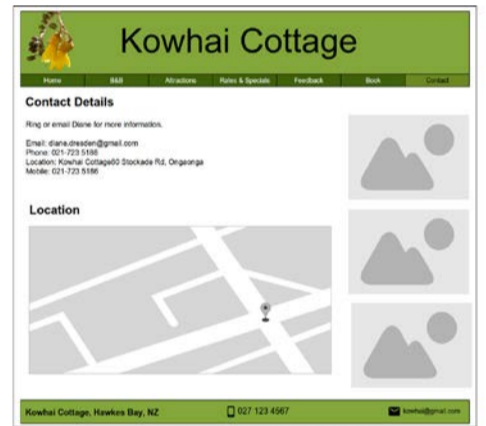 Kowhai Cottage
Home B&B Attractions Rates & Specials Feedback Book Contact
Contact Details
Ring or email Diane for more information.
Email: diane.dresden@gmail.com
Phone: 021-723 5186
Location: Kowhai Cottage60 Stockade Rd, Ongaonga
Mobile: 021-723 5186
Location
Kowhai Cottage, Hawkes Bay, NZ 027 123 4567 kowhai@gmail.com